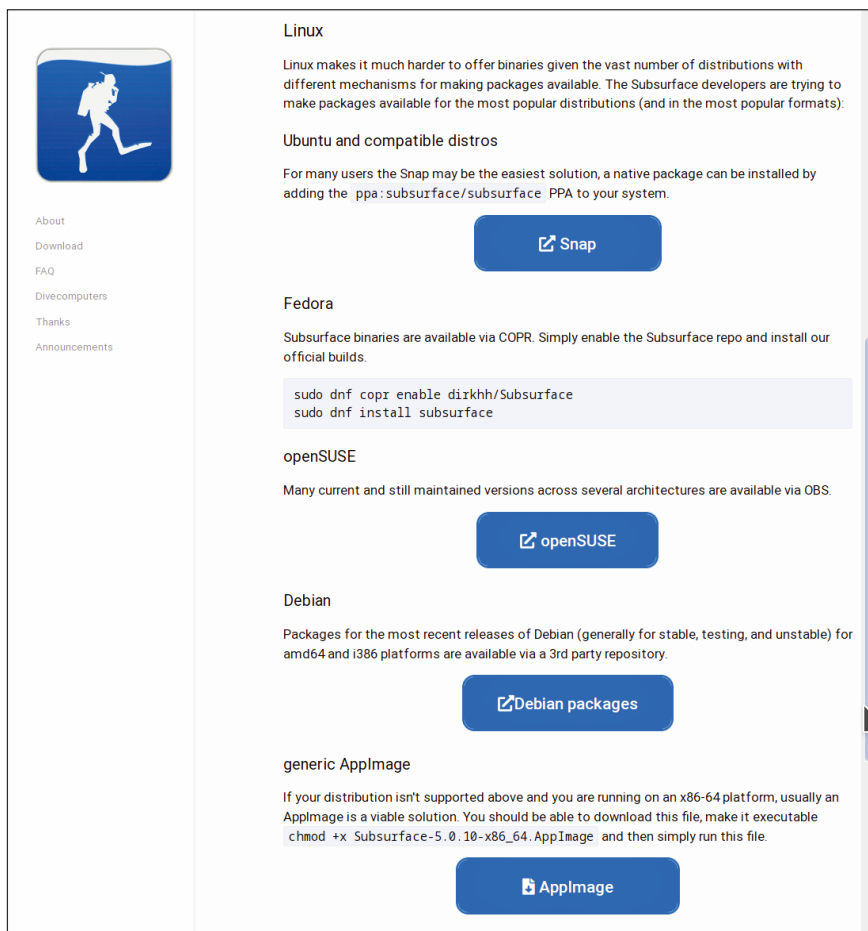 About
Download
FAQ
Divecomputers
Thanks
Announcements
Linux
Linux makes it much harder to offer binaries given the vast number of distributions with
different mechanisms for making packages available. The Subsurface developers are trying to
make packages available for the most popular distributions (and in the most popular formats):
Ubuntu and compatible distros
For many users the Snap may be the easiest solution, a native package can be installed by
adding the ppa:subsurface/subsurface PPA to your system.
Snap
Fedora
Subsurface binaries are available via COPR. Simply enable the Subsurface repo and install our
official builds.
sudo dnf copr enable dirkhh/Subsurface
sudo dnf install subsurface
openSUSE
Many current and still maintained versions across several architectures are available via OBS.
openSUSE
Debian
Packages for the most recent releases of Debian (generally for stable, testing, and unstable) for
amd64 and i386 platforms are available via a 3rd party repository.
Debian packages
generic AppImage
If your distribution isn't supported above and you are running on an x86-64 platform, usually an
AppImage is a viable solution. You should be able to download this file, make it executable
chmod +x Subsurface-5.0.10-x86_64.AppImage and then simply run this file.
AppImage